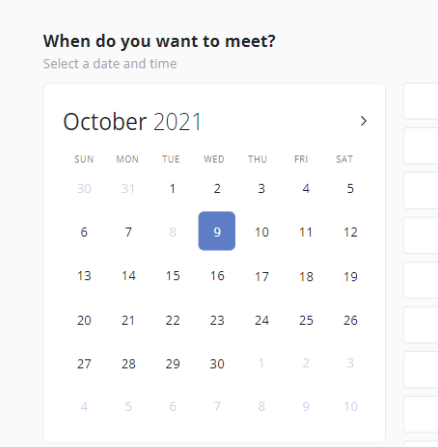 When do you want to meet?
Select a date and time
October 2021
SUN MON TUE WED THU FRI SAT
30 31 1 2 3 4 5
6 7 8 9 10 11 12
13 14 15 16 17 18 19
20 21 22 23 24 25 26
27 28 29 30 1 2 3
4 5 6 7 8 9 10